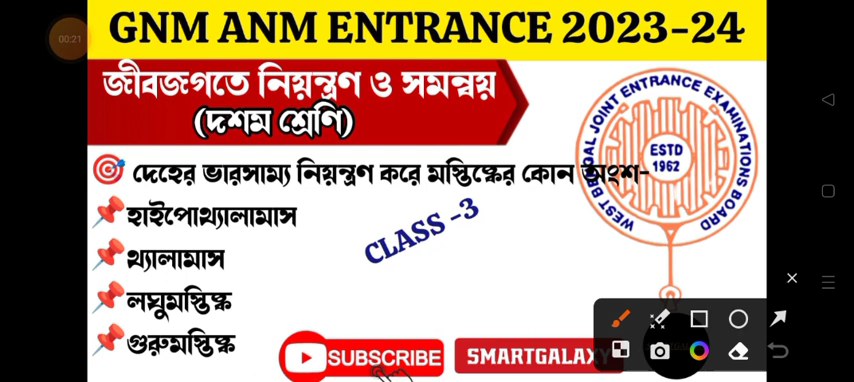 00:21
GNM ANM ENTRANCE 2023-24
জীবজগতে নিয়ন্ত্রণ ও সমন্বয়
(দশম শ্রেণি)
WEST BENGAL JOINT ENTRANCE EXAMINATIONS BOARD
ESTD
1962
দেহের ভারসাম্য নিয়ন্ত্রণ করে মস্তিষ্কের কোন অংশ-
হাইপোথ্যালামাস
CLASS -3
থ্যালামাস
লঘুমস্তিষ্ক
গুরুমস্তিষ্ক
SUBSCRIBE
SMARTGALAXY